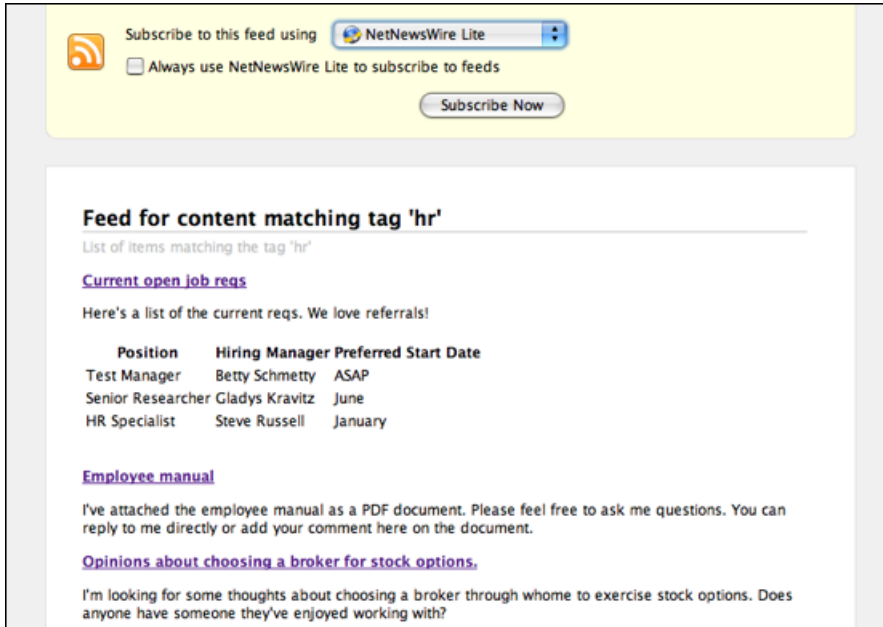 Subscribe to this feed using NetNewsWire Lite
Always use NetNewsWire Lite to subscribe to feeds
Subscribe Now
Feed for content matching tag 'hr'
List of items matching the tag 'hr'
Current open job reqs
Here's a list of the current reqs. We love referrals!
Position Hiring Manager Preferred Start Date
Test Manager Betty Schmetty ASAP
Senior Researcher Gladys Kravitz June
HR Specialist Steve Russell January
Employee manual
I've attached the employee manual as a PDF document. Please feel free to ask me questions. You can
reply to me directly or add your comment here on the document.
Opinions about choosing a broker for stock options.
I'm looking for some thoughts about choosing a broker through whome to exercise stock options. Does
anyone have someone they've enjoyed working with?